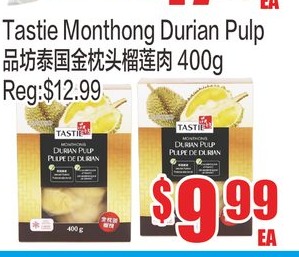 EA
Tastie Monthong Durian Pulp
品坊泰国金枕头榴莲肉 400g
Reg:$12.99
TASTIE
MONTHONG
DURIAN PULP
PULPE DE DURIAN
400 g
TASTIE
MONTHONG
DURIAN PULP
PULPE DE DURIAN
$9.99
EA